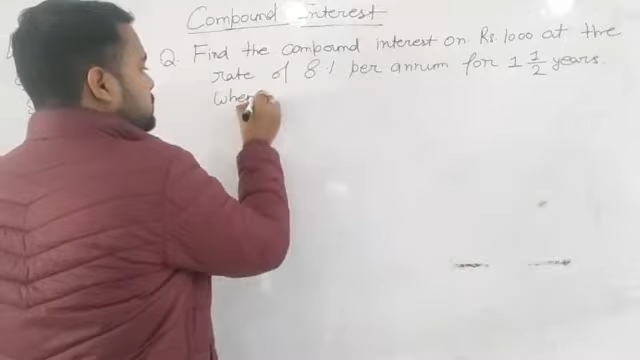 Compound Interest
Q. Find the compound interest on Rs. 1000 at the
rate of 8% per annum for 1 1/2 years.
when